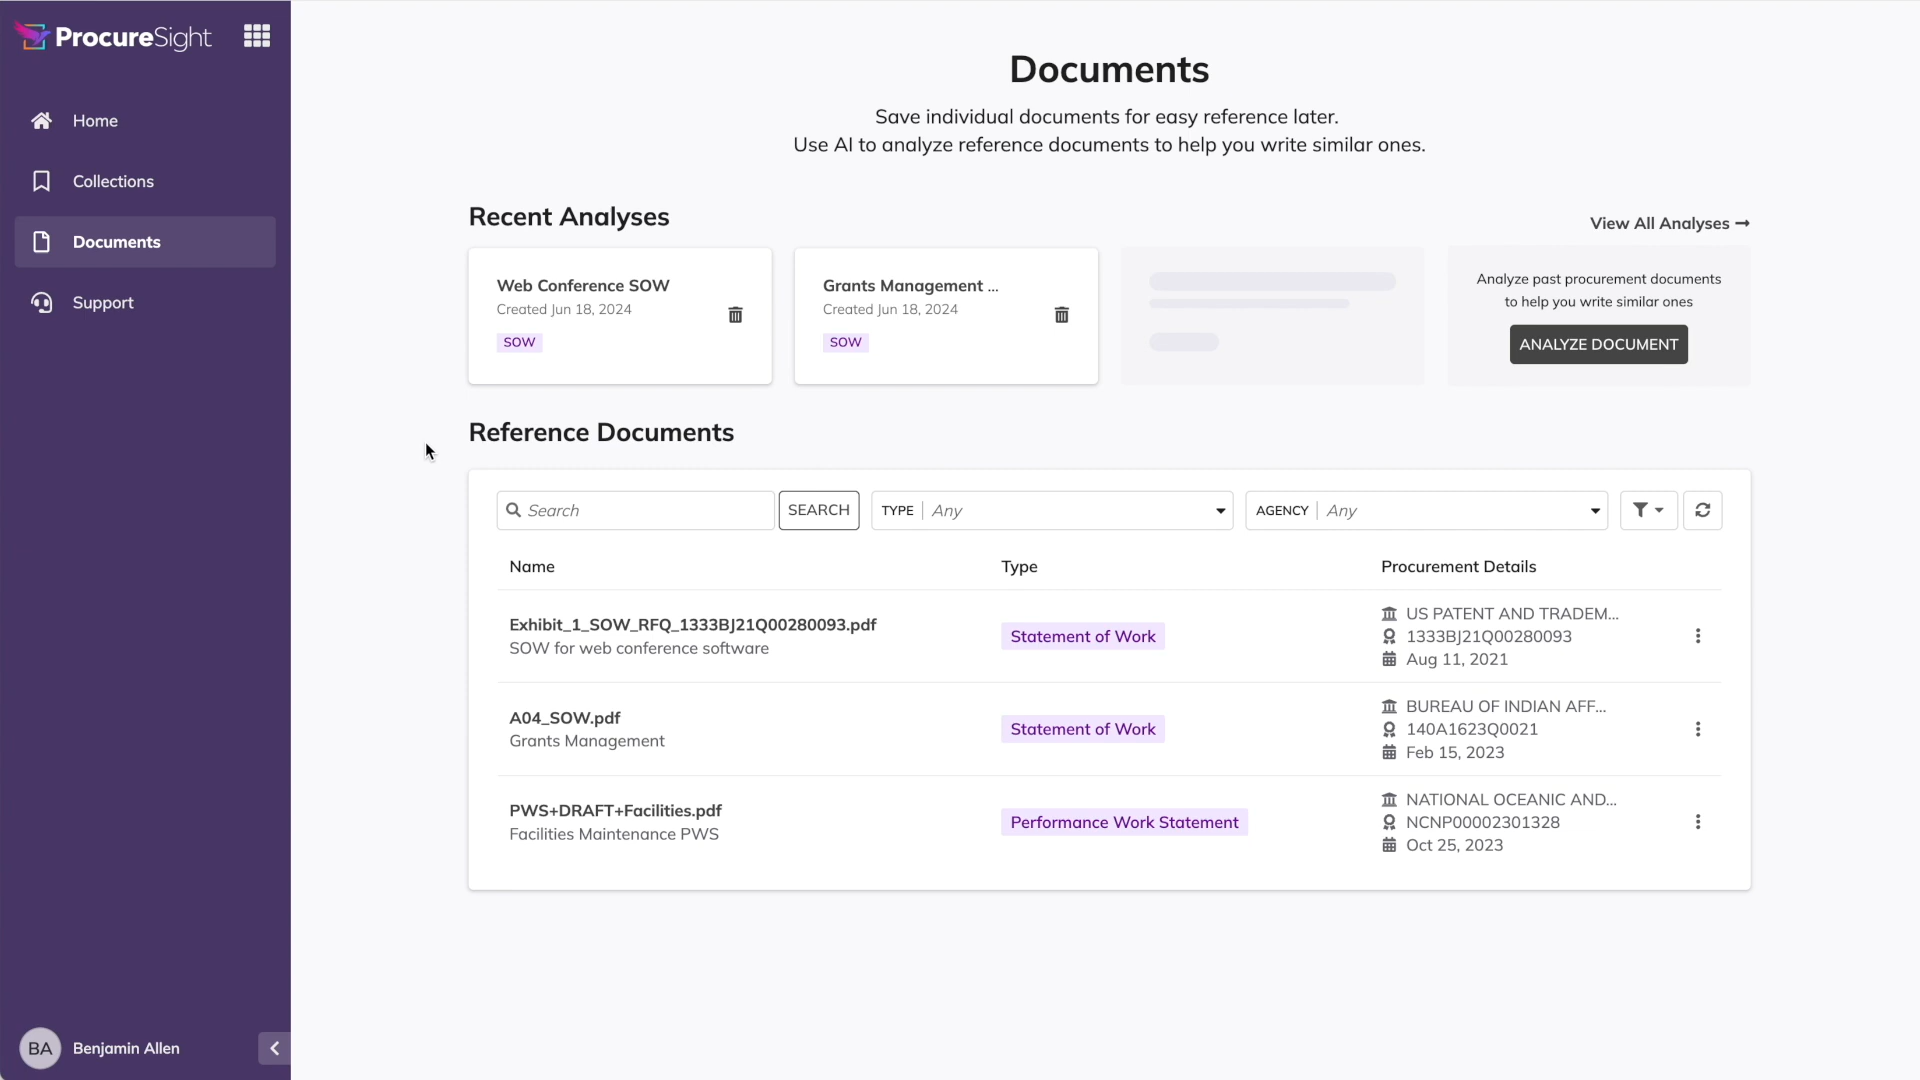 ProcureSight
Home
Collections
Documents
Support
BA
Benjamin Allen
Documents
Save individual documents for easy reference later.
Use AI to analyze reference documents to help you write similar ones.
Recent Analyses
View All Analyses →
Web Conference SOW
Created Jun 18, 2024
SOW
Grants Management ...
Created Jun 18, 2024
SOW
Analyze past procurement documents
to help you write similar ones
ANALYZE DOCUMENT
Reference Documents
Search
SEARCH
TYPE | Any
AGENCY | Any
Name
Type
Procurement Details
Exhibit_1_SOW_RFQ_1333BJ21Q00280093.pdf
SOW for web conference software
Statement of Work
US PATENT AND TRADEM...
1333BJ21Q00280093
Aug 11, 2021
A04_SOW.pdf
Grants Management
Statement of Work
BUREAU OF INDIAN AFF...
140A1623Q0021
Feb 15, 2023
PWS+DRAFT+Facilities.pdf
Facilities Maintenance PWS
Performance Work Statement
NATIONAL OCEANIC AND...
NCNP00002301328
Oct 25, 2023